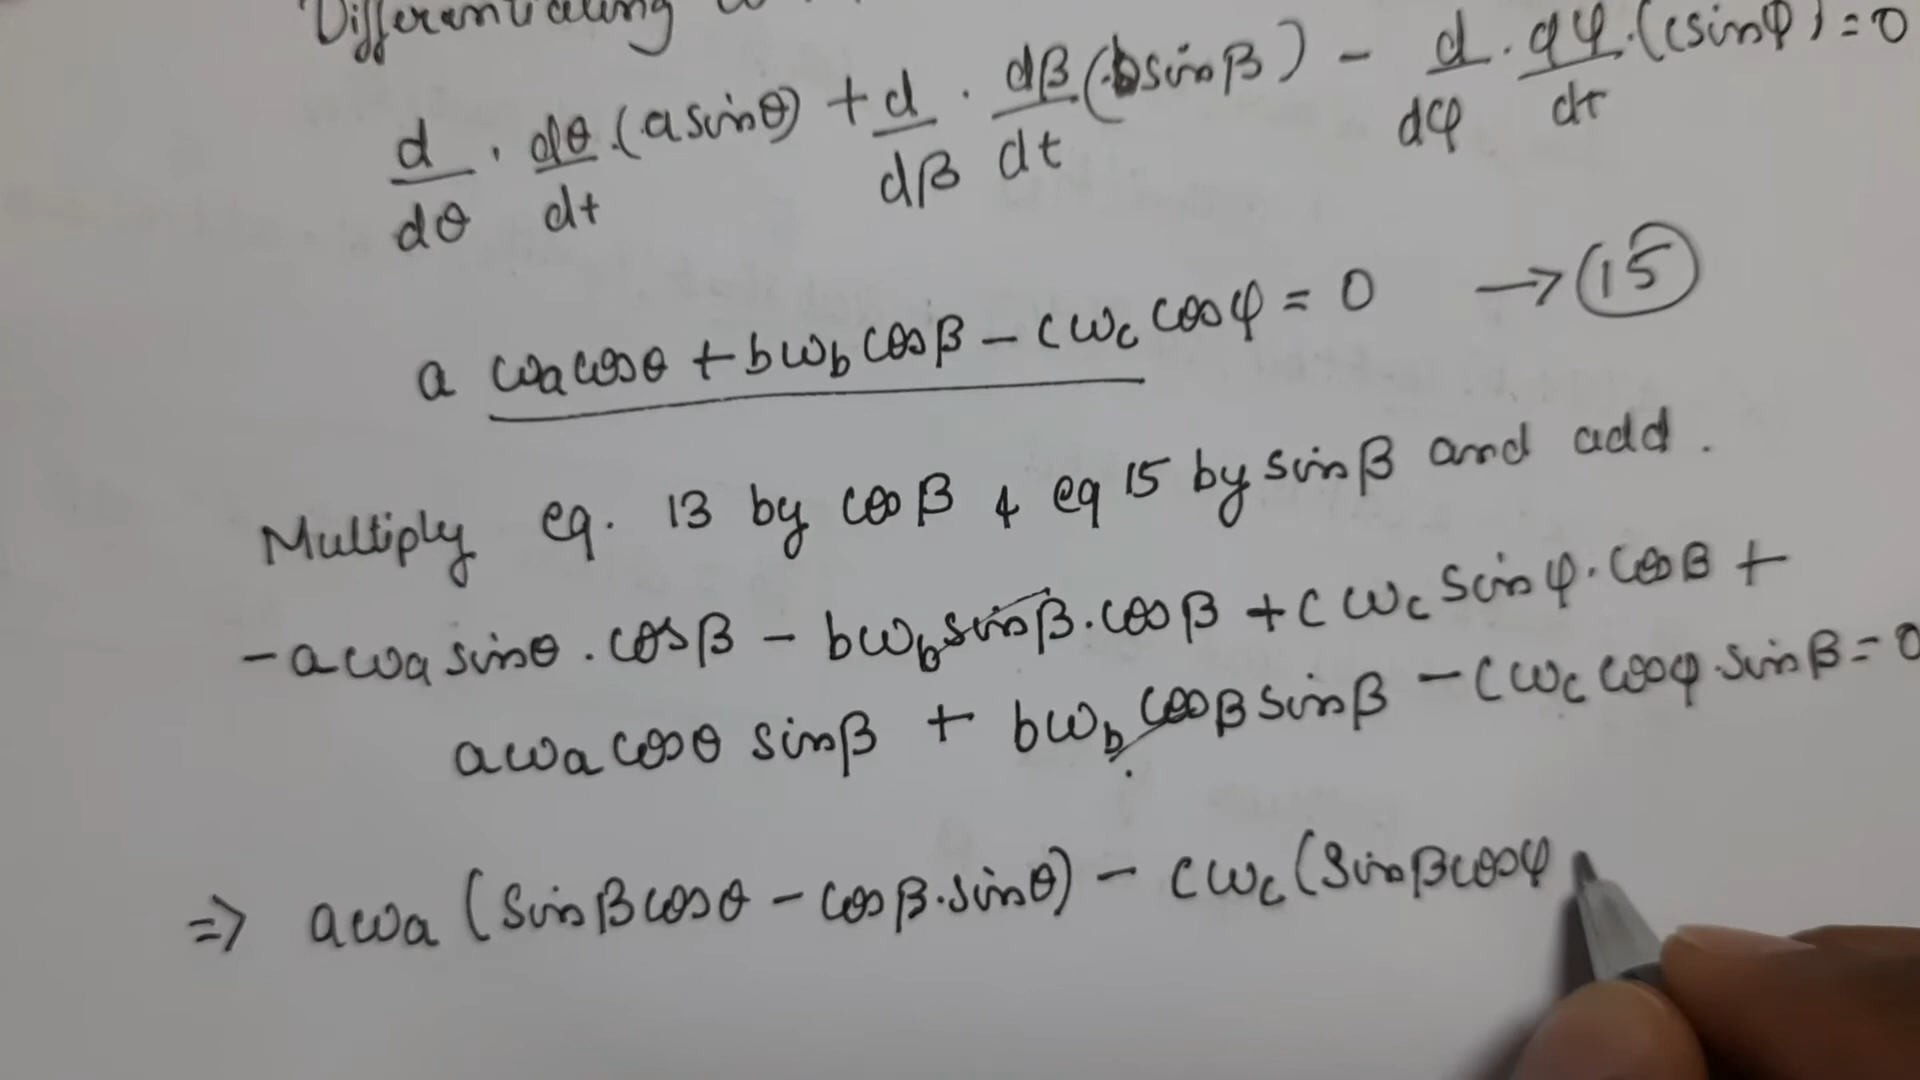 Differentiating
d/dθ · dθ/dt · (a sinθ) + d/dβ · dβ/dt (b sinβ) - d/dφ · dφ/dt · (c sinφ) = 0
a ωa cosθ + b ωb cosβ - c ωc cosφ = 0 → (15)
Multiply eq. 13 by cosβ & eq 15 by sinβ and add.
- a ωa sinθ . cosβ - b ωb sinβ . cosβ + c ωc sinφ . cosβ +
a ωa cosθ sinβ + b ωb cosβ sinβ - c ωc cosφ . sinβ = 0
=> a ωa (sinβ cosθ - cosβ . sinθ) - c ωc (sinβ cosφ